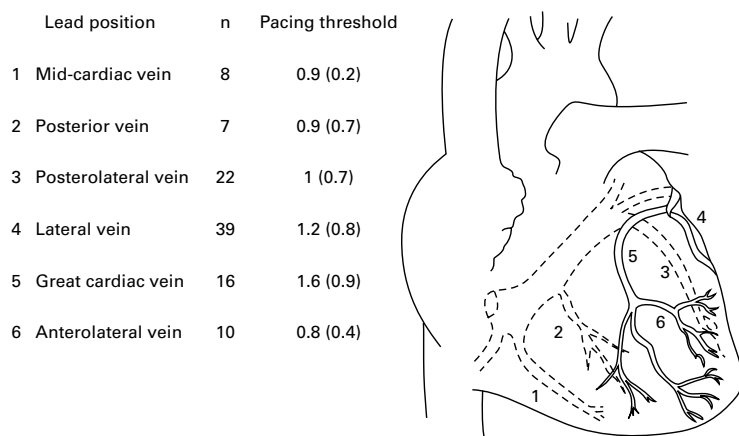 Lead position n Pacing threshold
1 Mid-cardiac vein 8 0.9 (0.2)
2 Posterior vein 7 0.9 (0.7)
3 Posterolateral vein 22 1 (0.7)
4 Lateral vein 39 1.2 (0.8)
5 Great cardiac vein 16 1.6 (0.9)
6 Anterolateral vein 10 0.8 (0.4)
4
5
3
6
2
1